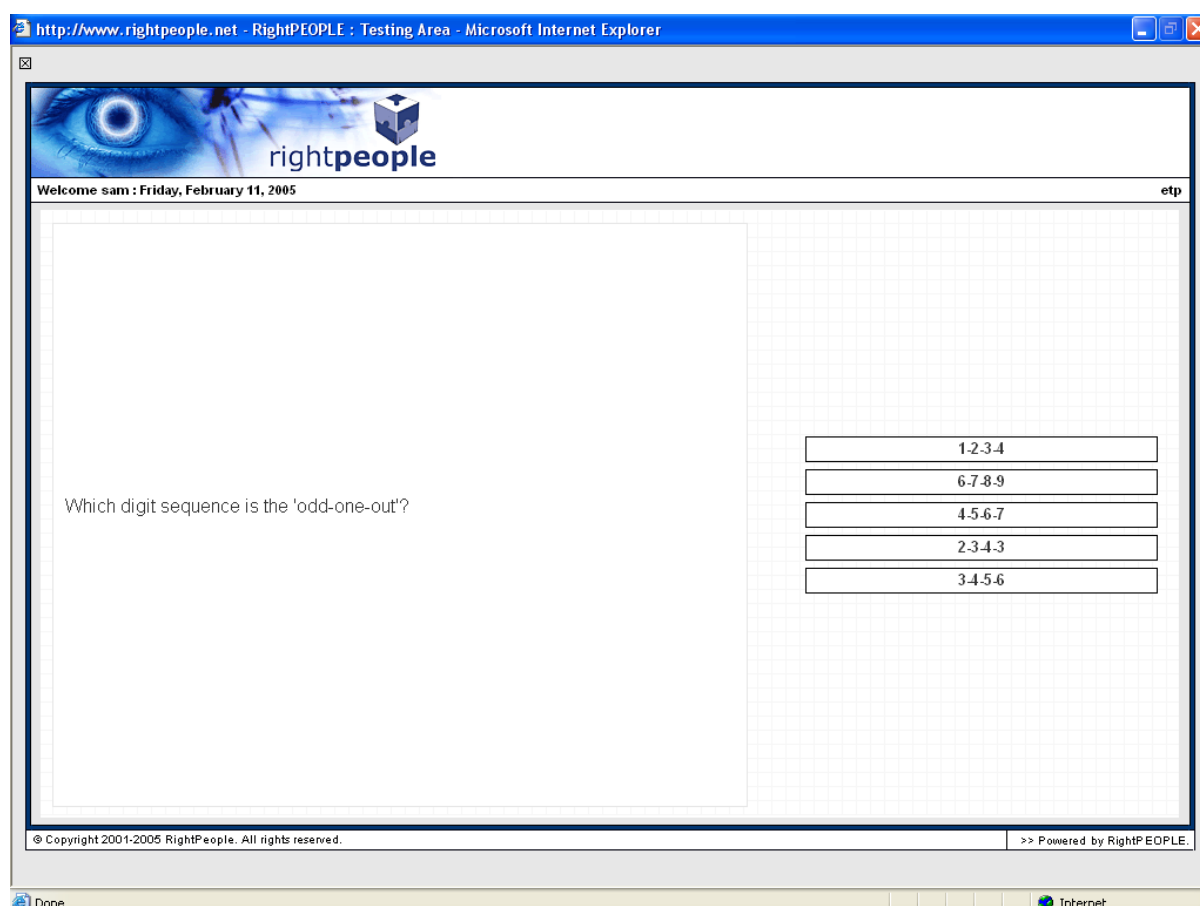 http://www.rightpeople.net - RightPEOPLE : Testing Area - Microsoft Internet Explorer
rightpeople
Welcome sam : Friday, February 11, 2005
etp
Which digit sequence is the 'odd-one-out'?
1-2-3-4
6-7-8-9
4-5-6-7
2-3-4-3
3-4-5-6
© Copyright 2001-2005 RightPeople. All rights reserved.
>> Powered by RightPEOPLE.
Done
Internet